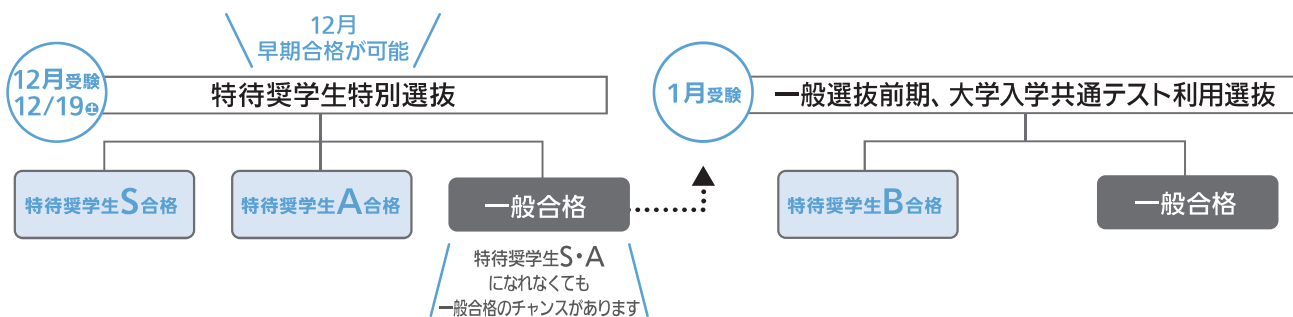 12月
早期合格が可能
12月受験
12/19㊏
特待奨学生特別選抜
特待奨学生S合格
特待奨学生A合格
一般合格
特待奨学生S・A
になれなくても
一般合格のチャンスがあります
1月受験
一般選抜前期、大学入学共通テスト利用選抜
特待奨学生B合格
一般合格